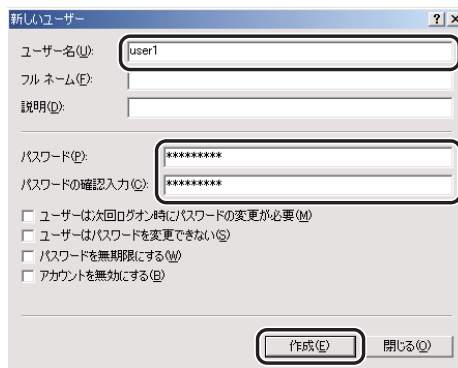 新しいユーザー
ユーザー名(U): user1
フル ネーム(F):
説明(D):
パスワード(P): *********
パスワードの確認入力(C): *********
ユーザーは次回ログオン時にパスワードの変更が必要(M)
ユーザーはパスワードを変更できない(S)
パスワードを無期限にする(W)
アカウントを無効にする(B)
作成(E) 閉じる(O)